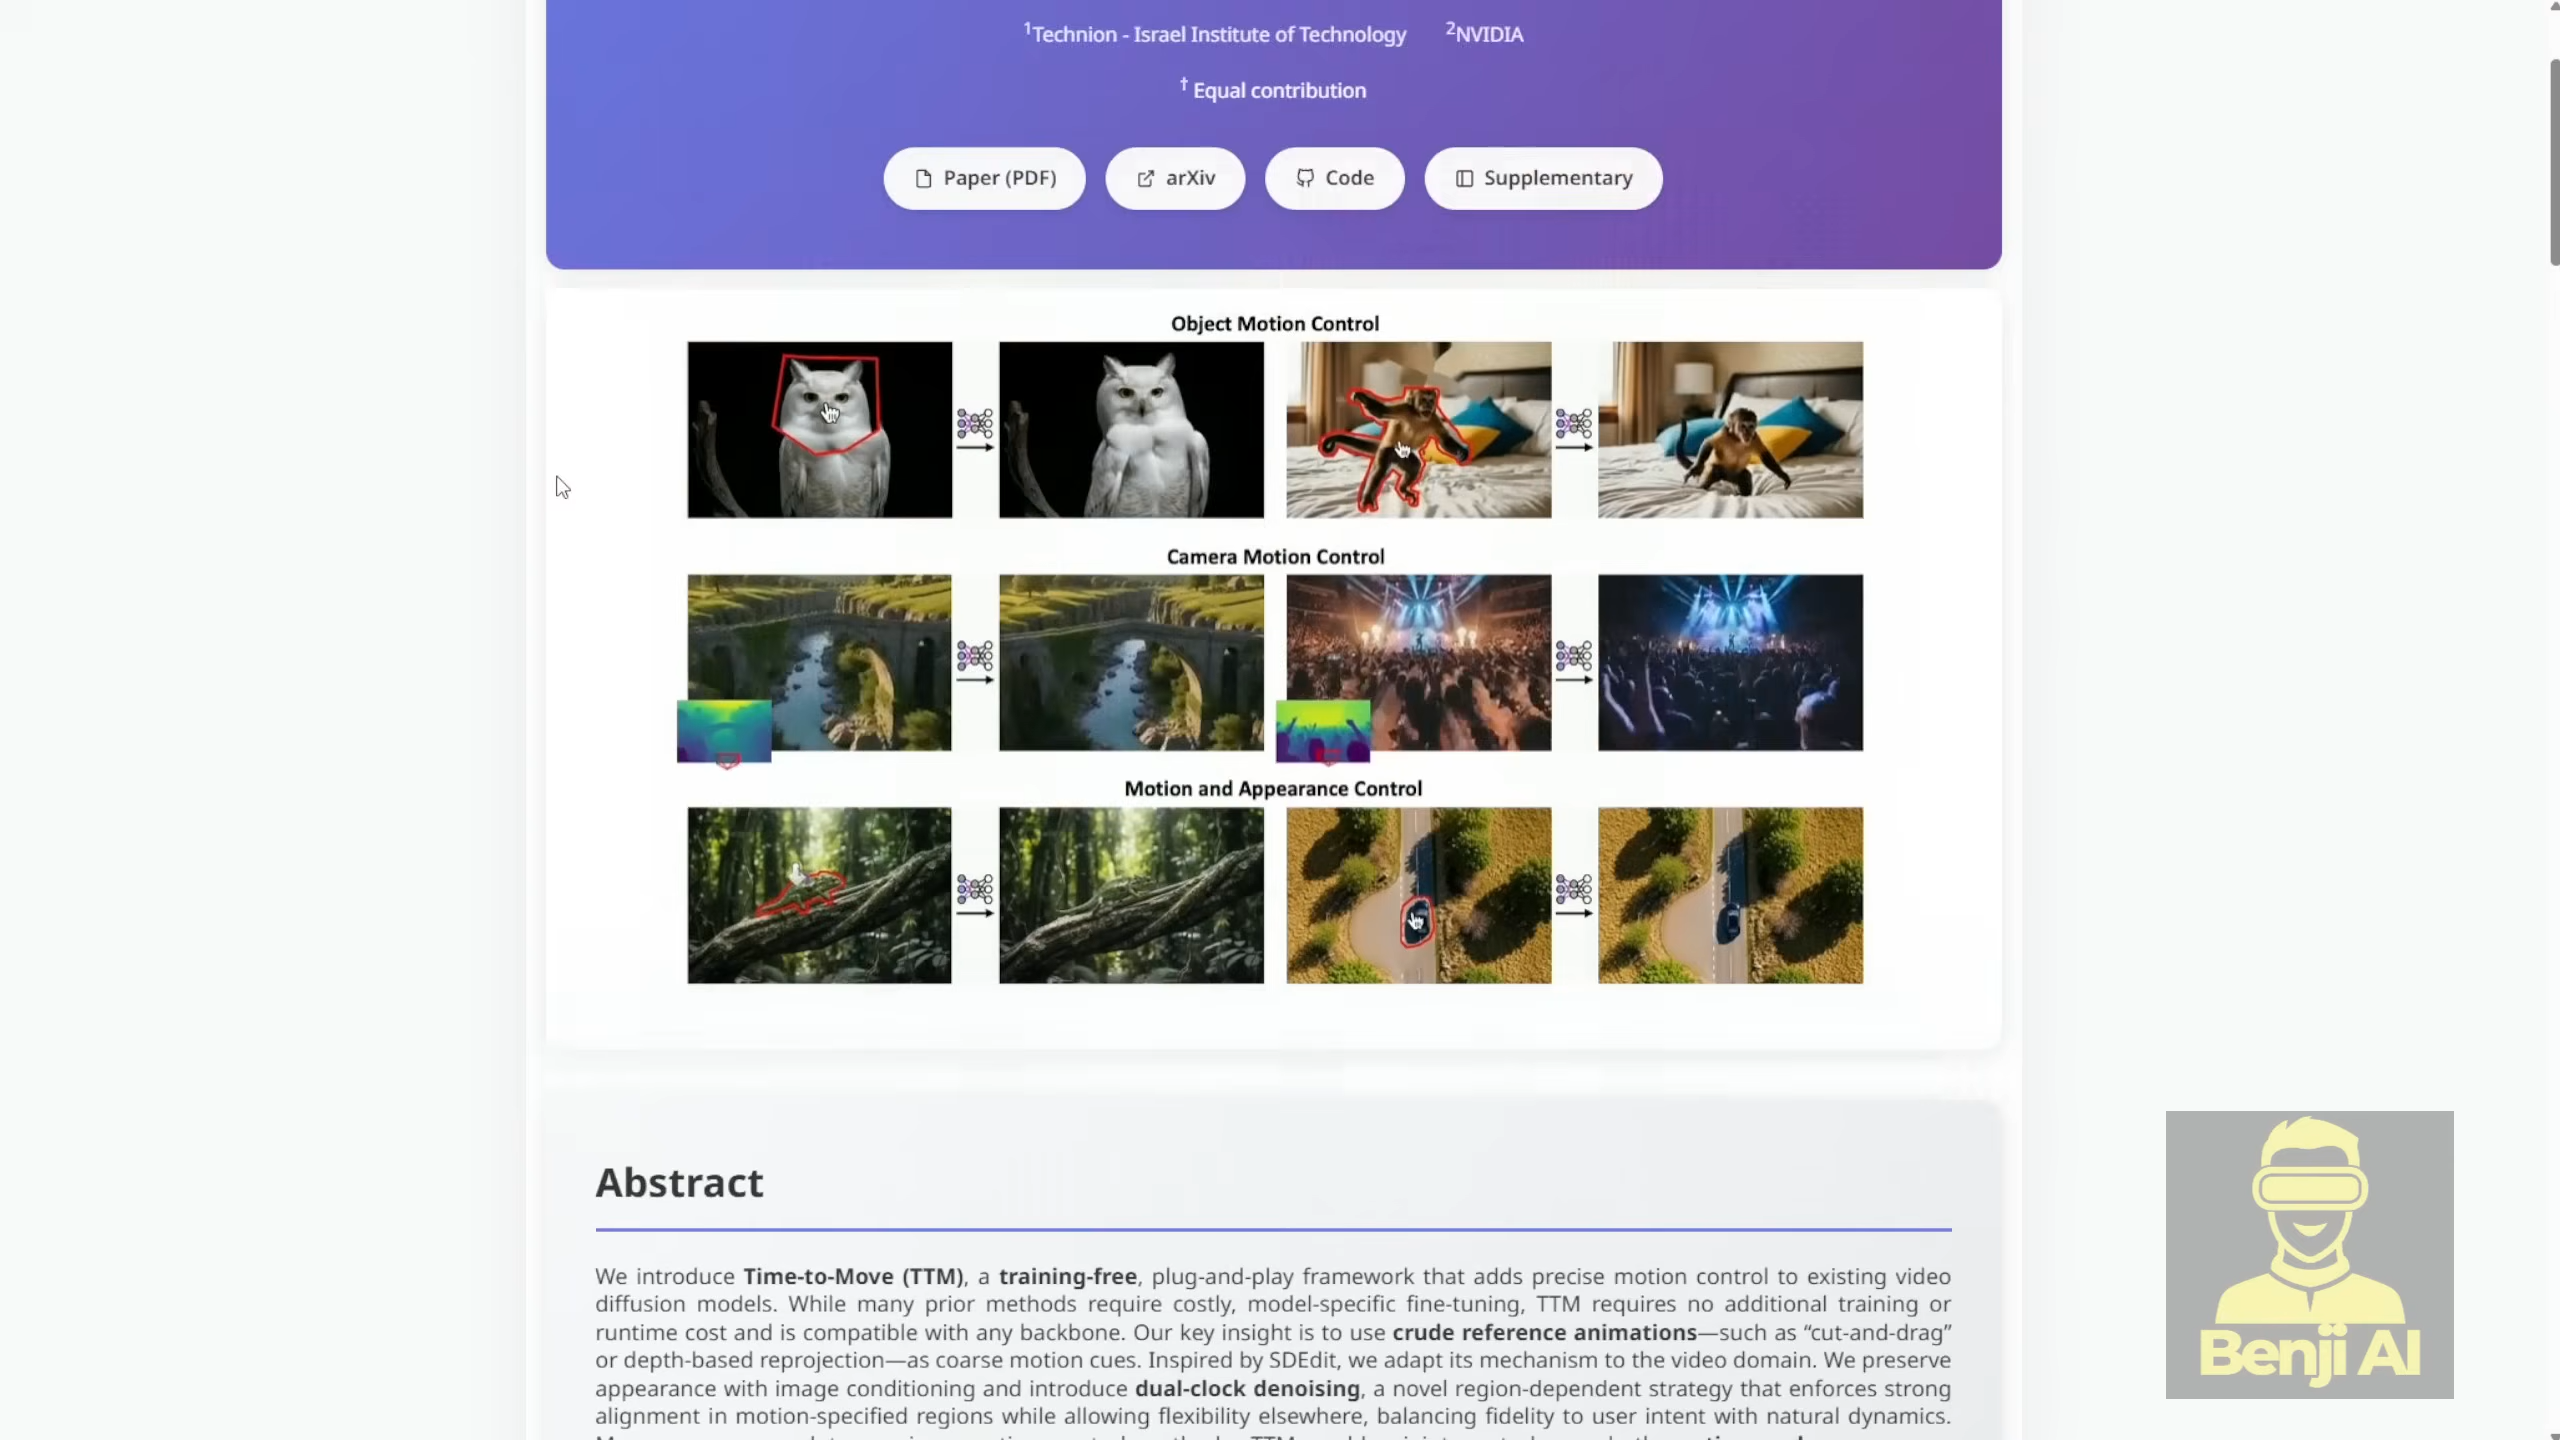 1Technion - Israel Institute of Technology 2NVIDIA
† Equal contribution
Paper (PDF) arXiv Code Supplementary
Object Motion Control
Camera Motion Control
Motion and Appearance Control
Abstract
We introduce Time-to-Move (TTM), a training-free, plug-and-play framework that adds precise motion control to existing video
diffusion models. While many prior methods require costly, model-specific fine-tuning, TTM requires no additional training or
runtime cost and is compatible with any backbone. Our key insight is to use crude reference animations—such as “cut-and-drag”
or depth-based reprojection—as coarse motion cues. Inspired by SDEdit, we adapt its mechanism to the video domain. We preserve
appearance with image conditioning and introduce dual-clock denoising, a novel region-dependent strategy that enforces strong
alignment in motion-specified regions while allowing flexibility elsewhere, balancing fidelity to user intent with natural dynamics.
Benji AI